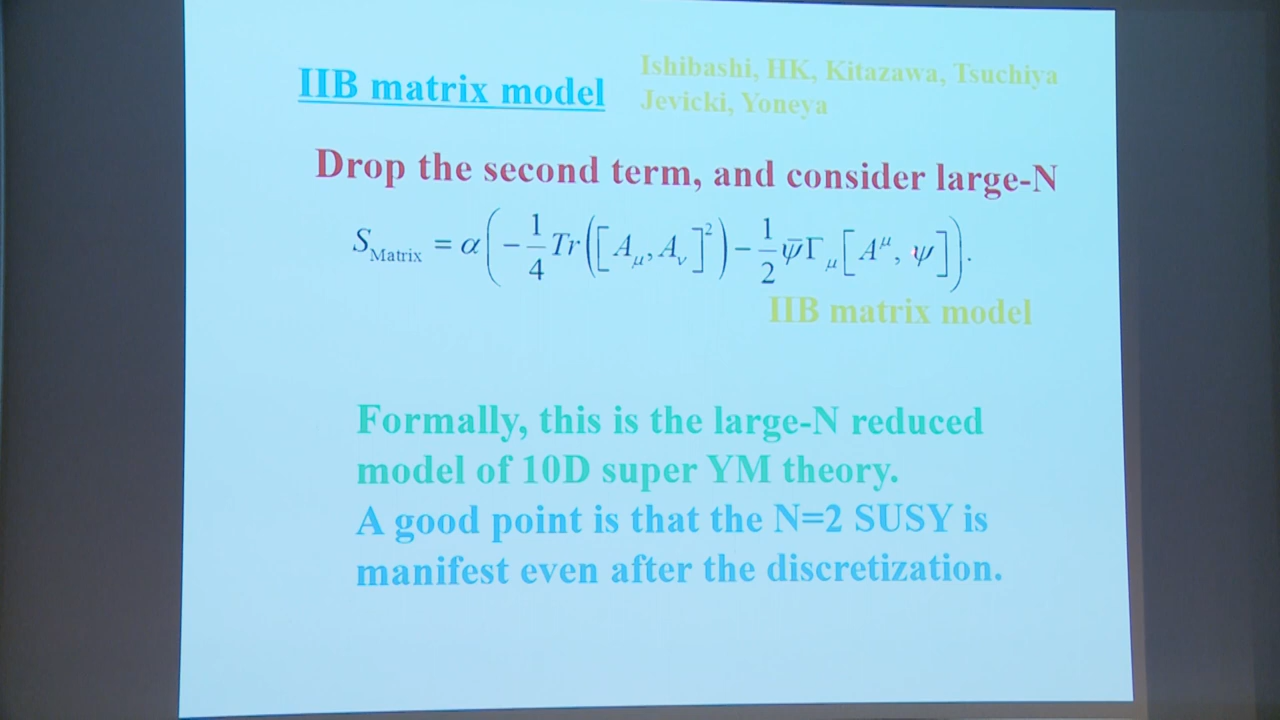 IIB matrix model
Ishibashi, HK, Kitazawa, Tsuchiya
Jevicki, Yoneya
Drop the second term, and consider large-N
S_Matrix = α(−1/4 Tr([A_μ, A_ν]²) − 1/2 ψ̄Γ_μ[A^μ, ψ]).
IIB matrix model
Formally, this is the large-N reduced
model of 10D super YM theory.
A good point is that the N=2 SUSY is
manifest even after the discretization.